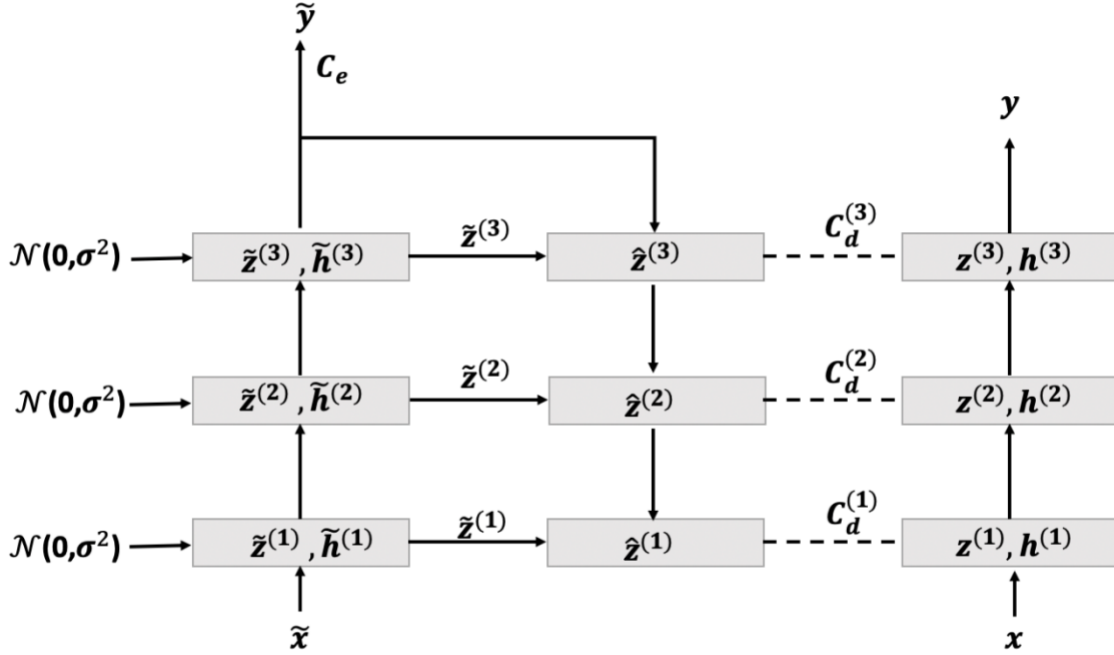 ỹ
C_e
y
𝒩(0,σ²)
z̃^(3), h̃^(3)
z̃^(3)
ẑ^(3)
C_d^(3)
z^(3), h^(3)
𝒩(0,σ²)
z̃^(2), h̃^(2)
z̃^(2)
ẑ^(2)
C_d^(2)
z^(2), h^(2)
𝒩(0,σ²)
z̃^(1), h̃^(1)
z̃^(1)
ẑ^(1)
C_d^(1)
z^(1), h^(1)
x̃
x